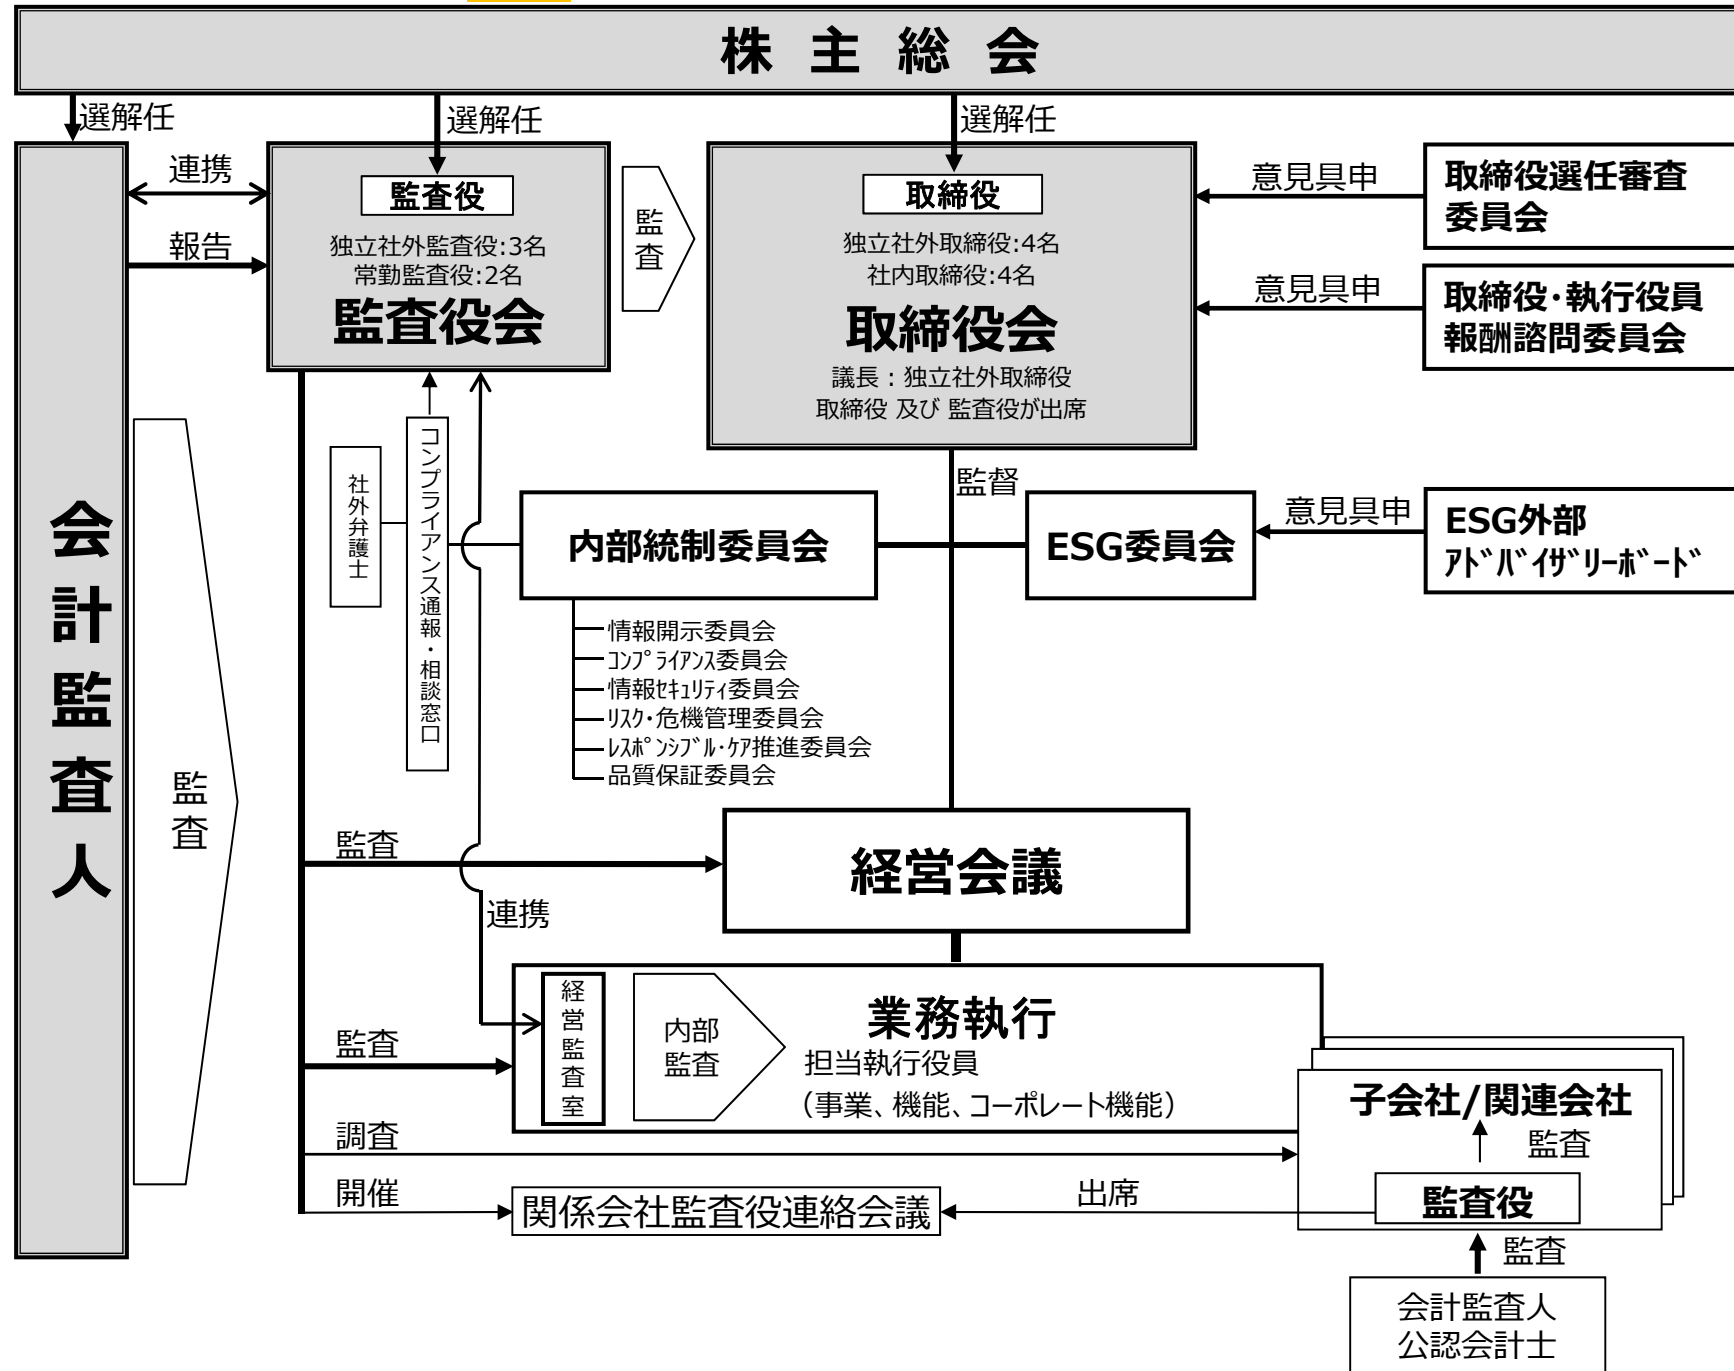 株主総会
選解任
選解任
選解任
連携
報告
監査役
独立社外監査役:3名
常勤監査役:2名
監査役会
監査
取締役
独立社外取締役:4名
社内取締役:4名
取締役会
議長：独立社外取締役
取締役 及び 監査役が出席
意見具申
取締役選任審査
委員会
意見具申
取締役・執行役員
報酬諮問委員会
会計監査人
監査
社外弁護士
コンプライアンス通報・相談窓口
監督
内部統制委員会
ESG委員会
意見具申
ESG外部
ｱﾄﾞﾊﾞｲｻﾞﾘｰﾎﾞｰﾄﾞ
情報開示委員会
ｺﾝﾌﾟﾗｲｱﾝｽ委員会
情報ｾｷｭﾘﾃｨ委員会
ﾘｽｸ・危機管理委員会
ﾚｽﾎﾟﾝｼﾌﾞﾙ・ｹｱ推進委員会
品質保証委員会
監査
経営会議
連携
監査
経営監査室
内部
監査
業務執行
担当執行役員
（事業、機能、コーポレート機能）
調査
子会社/関連会社
監査
監査役
開催
関係会社監査役連絡会議
出席
監査
会計監査人
公認会計士